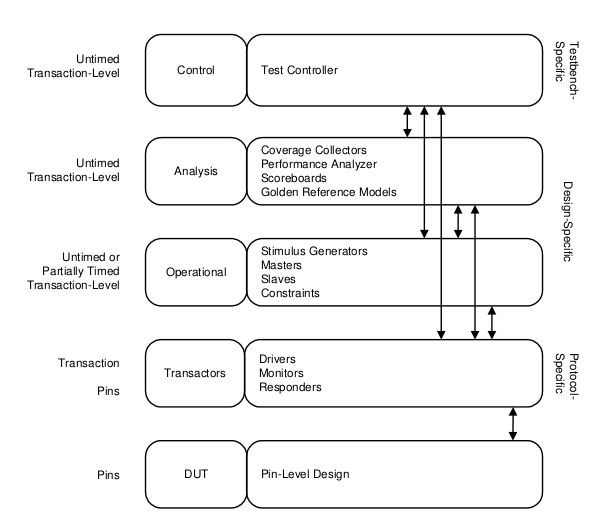 Untimed
Transaction-Level
Control
Test Controller
Testbench-
Specific
Untimed
Transaction-Level
Analysis
Coverage Collectors
Performance Analyzer
Scoreboards
Golden Reference Models
Design-Specific
Untimed or
Partially Timed
Transaction-Level
Operational
Stimulus Generators
Masters
Slaves
Constraints
Transaction
Pins
Transactors
Drivers
Monitors
Responders
Protocol-
Specific
Pins
DUT
Pin-Level Design